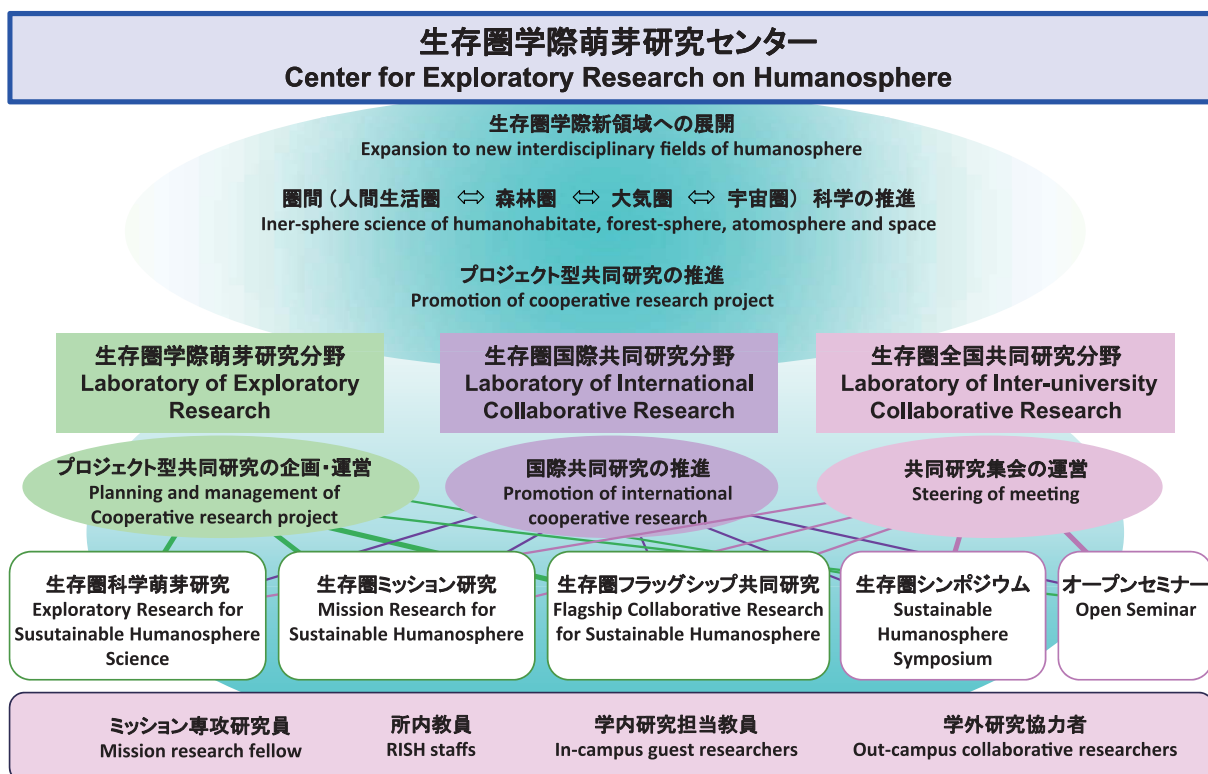 生存圏学際萌芽研究センター
Center for Exploratory Research on Humanosphere
生存圏学際新領域への展開
Expansion to new interdisciplinary fields of humanosphere
圏間 (人間生活圏 ⇔ 森林圏 ⇔ 大気圏 ⇔ 宇宙圏) 科学の推進
Iner-sphere science of humanohabitate, forest-sphere, atomosphere and space
プロジェクト型共同研究の推進
Promotion of cooperative research project
生存圏学際萌芽研究分野
Laboratory of Exploratory
Research
生存圏国際共同研究分野
Laboratory of International
Collaborative Research
生存圏全国共同研究分野
Laboratory of Inter-university
Collaborative Research
プロジェクト型共同研究の企画・運営
Planning and management of
Cooperative research project
国際共同研究の推進
Promotion of international
cooperative research
共同研究集会の運営
Steering of meeting
生存圏科学萌芽研究
Exploratory Research for
Susutainable Humanosphere
Science
生存圏ミッション研究
Mission Research for
Sustainable Humanosphere
生存圏フラッグシップ共同研究
Flagship Collaborative Research
for Sustainable Humanosphere
生存圏シンポジウム
Sustainable
Humanosphere
Symposium
オープンセミナー
Open Seminar
ミッション専攻研究員
Mission research fellow
所内教員
RISH staffs
学内研究担当教員
In-campus guest researchers
学外研究協力者
Out-campus collaborative researchers